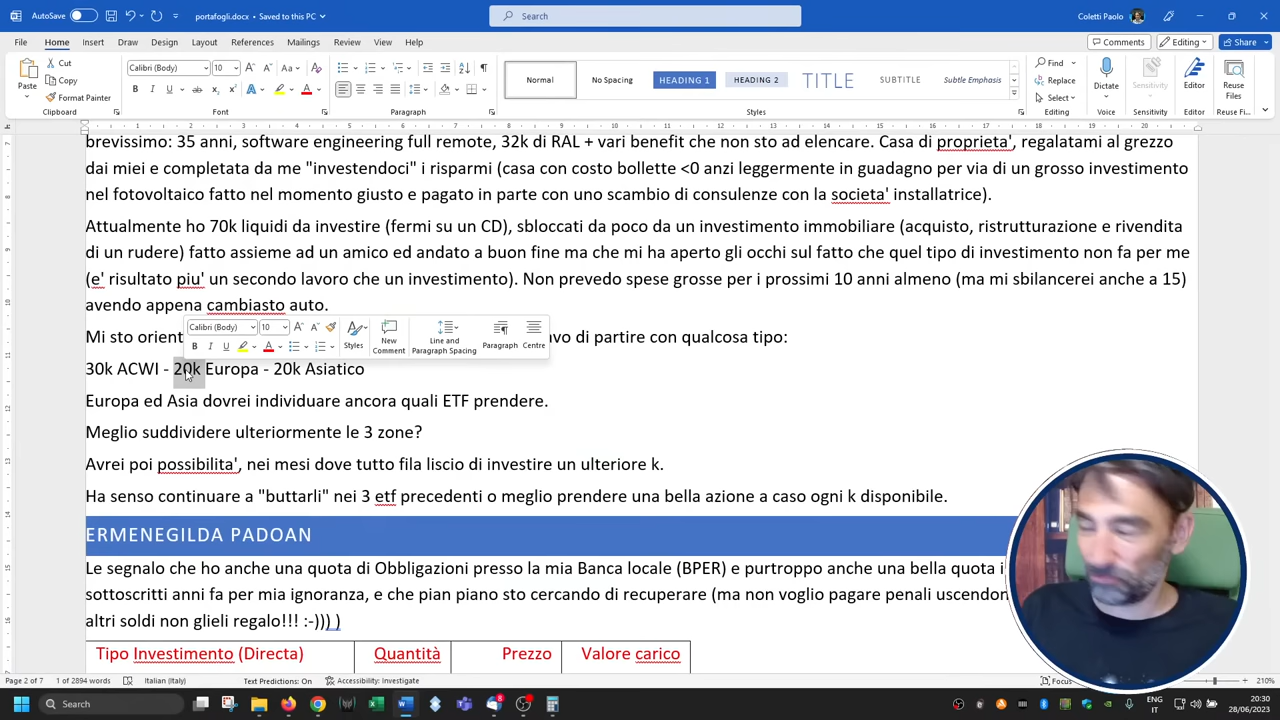 AutoSave
Off
portafogli.docx - Saved to this PC
Search
Coletti Paolo
File Home Insert Draw Design Layout References Mailings Review View Help
Comments Editing Share
Paste
Cut
Copy
Format Painter
Clipboard
Calibri (Body) 10
Font
Paragraph
Normal
No Spacing
HEADING 1
HEADING 2
TITLE
SUBTITLE
Subtle Emphasis
Styles
Find
Replace
Select
Editing
Dictate
Voice
Sensitivity
Sensitivity
Editor
Editor
Reuse Files
Reuse Fi...
brevissimo: 35 anni, software engineering full remote, 32k di RAL + vari benefit che non sto ad elencare. Casa di proprieta', regalatami al grezzo
dai miei e completata da me "investendoci" i risparmi (casa con costo bollette <0 anzi leggermente in guadagno per via di un grosso investimento
nel fotovoltaico fatto nel momento giusto e pagato in parte con uno scambio di consulenze con la societa' installatrice).
Attualmente ho 70k liquidi da investire (fermi su un CD), sbloccati da poco da un investimento immobiliare (acquisto, ristrutturazione e rivendita
di un rudere) fatto assieme ad un amico ed andato a buon fine ma che mi ha aperto gli occhi sul fatto che quel tipo di investimento non fa per me
(e' risultato piu' un secondo lavoro che un investimento). Non prevedo spese grosse per i prossimi 10 anni almeno (ma mi sbilancerei anche a 15)
avendo appena cambiasto auto.
Calibri (Body) 10
Styles
New Comment
Line and Paragraph Spacing
Paragraph
Centre
Mi sto orient
avo di partire con qualcosa tipo:
30k ACWI - 20k Europa - 20k Asiatico
Europa ed Asia dovrei individuare ancora quali ETF prendere.
Meglio suddividere ulteriormente le 3 zone?
Avrei poi possibilita', nei mesi dove tutto fila liscio di investire un ulteriore k.
Ha senso continuare a "buttarli" nei 3 etf precedenti o meglio prendere una bella azione a caso ogni k disponibile.
ERMENEGILDA PADOAN
Le segnalo che ho anche una quota di Obbligazioni presso la mia Banca locale (BPER) e purtroppo anche una bella quota i
sottoscritti anni fa per mia ignoranza, e che pian piano sto cercando di recuperare (ma non voglio pagare penali uscendo
altri soldi non glieli regalo!!! :-))) )
Tipo Investimento (Directa) Quantità Prezzo Valore carico
Page 2 of 7 1 of 2894 words Italian (Italy) Text Predictions: On Accessibility: Investigate Focus 210%
Search
8
ENG
IT
20:30
28/06/2023